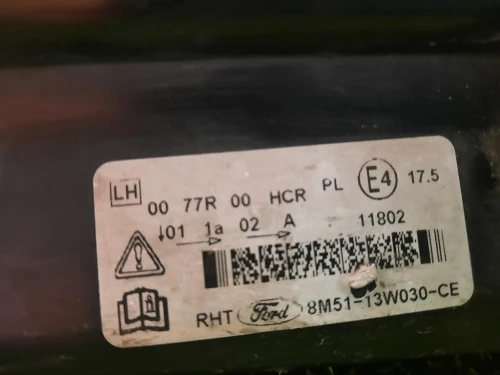 LH 00 77R 00 HCR PL E4 17.5
↓01 1a 02 A 11802
RHT Ford 8M51-13W030-CE